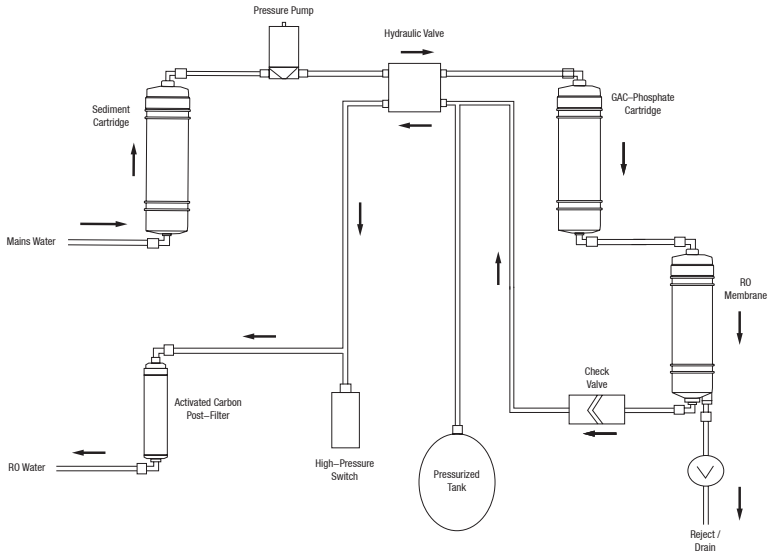 Pressure Pump
Hydraulic Valve
Sediment
Cartridge
GAC–Phosphate
Cartridge
Mains Water
RO
Membrane
Check
Valve
Activated Carbon
Post–Filter
High–Pressure
Switch
Pressurized
Tank
RO Water
Reject /
Drain